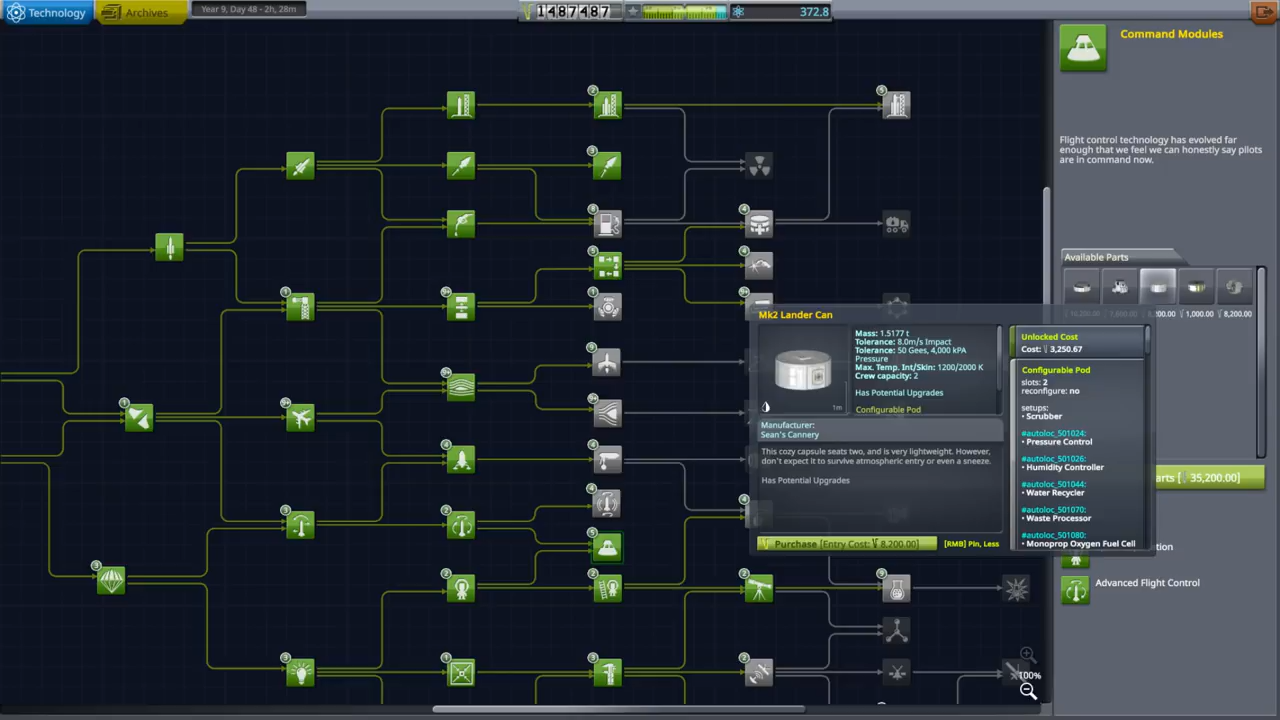 Technology
Archives
Year 9, Day 48 - 2h, 28m
1487487
372.8
Command Modules
Flight control technology has evolved far
enough that we feel we can honestly say pilots
are in command now.
Available Parts
1,000.00
8,200.00
Mk2 Lander Can
Mass: 1.5177 t
Tolerance: 8.0m/s Impact
Tolerance: 50 Gees, 4,000 kPA
Pressure
Max. Temp. Int/Skin: 1200/2000 K
Crew capacity: 2
Has Potential Upgrades
Configurable Pod
1m
Manufacturer:
Sean's Cannery
This cozy capsule seats two, and is very lightweight. However,
don't expect it to survive atmospheric entry or even a sneeze.
Has Potential Upgrades
Purchase [Entry Cost: 8,200.00]
[RMB] Pin, Less
Unlocked Cost
Cost: 3,250.67
Configurable Pod
slots: 2
reconfigure: no
setups:
• Scrubber
#autoloc_501024:
• Pressure Control
#autoloc_501026:
• Humidity Controller
#autoloc_501044:
• Water Recycler
#autoloc_501070:
• Waste Processor
#autoloc_501080:
• Monoprop Oxygen Fuel Cell
arts [ 35,200.00]
Advanced Flight Control
100%